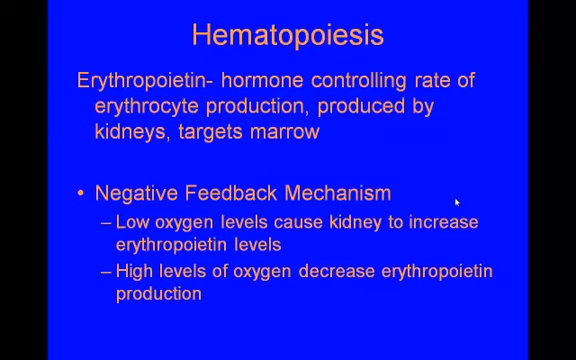 Hematopoiesis
Erythropoietin- hormone controlling rate of
erythrocyte production, produced by
kidneys, targets marrow
• Negative Feedback Mechanism
– Low oxygen levels cause kidney to increase
erythropoietin levels
– High levels of oxygen decrease erythropoietin
production